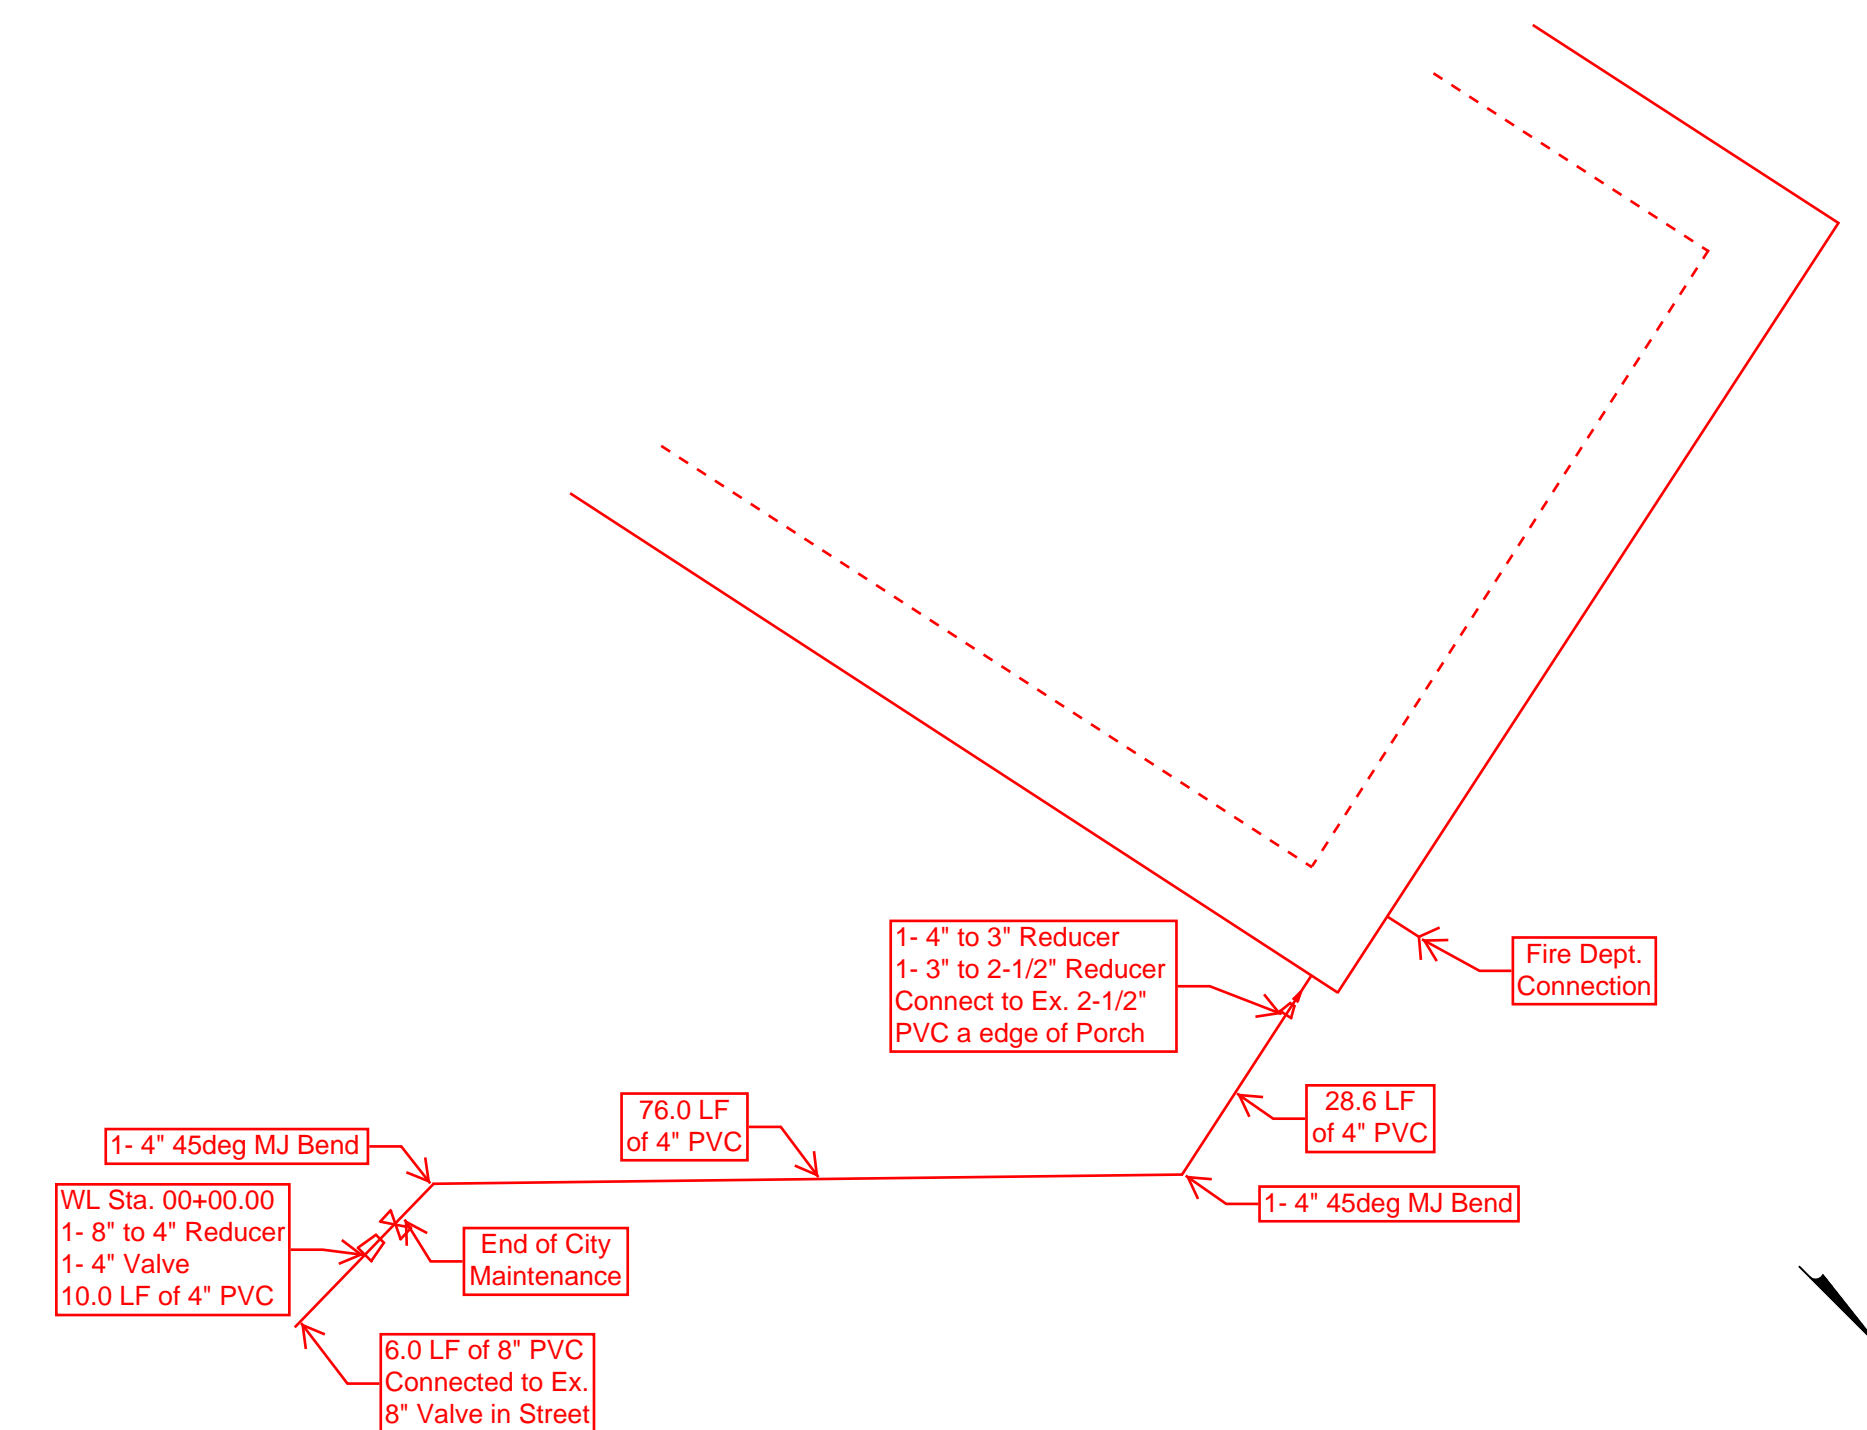 1- 4" to 3" Reducer
1- 3" to 2-1/2" Reducer
Connect to Ex. 2-1/2"
PVC a edge of Porch
Fire Dept.
Connection
76.0 LF
of 4" PVC
28.6 LF
of 4" PVC
1- 4" 45deg MJ Bend
1- 4" 45deg MJ Bend
WL Sta. 00+00.00
1- 8" to 4" Reducer
1- 4" Valve
10.0 LF of 4" PVC
End of City
Maintenance
6.0 LF of 8" PVC
Connected to Ex.
8" Valve in Street